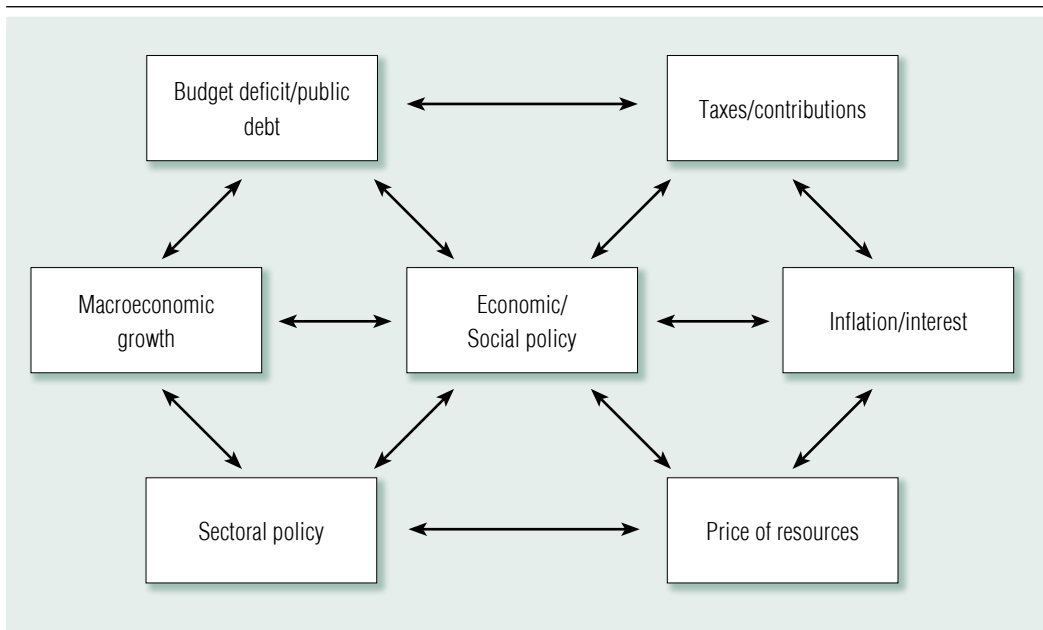 Budget deficit/public
debt
Taxes/contributions
Macroeconomic
growth
Economic/
Social policy
Inflation/interest
Sectoral policy
Price of resources